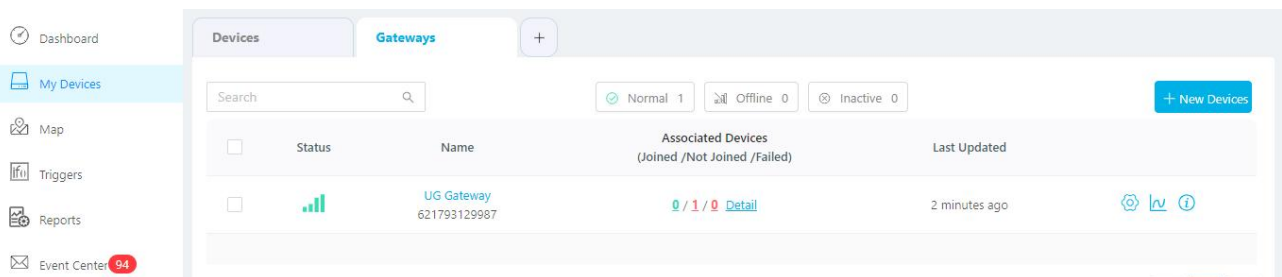 Dashboard
My Devices
Map
Triggers
Reports
Event Center 94
Devices
Gateways
+
Search
Normal 1
Offline 0
Inactive 0
+ New Devices
Status
Name
Associated Devices
(Joined /Not Joined /Failed)
Last Updated
UG Gateway
621793129987
0 / 1 / 0 Detail
2 minutes ago